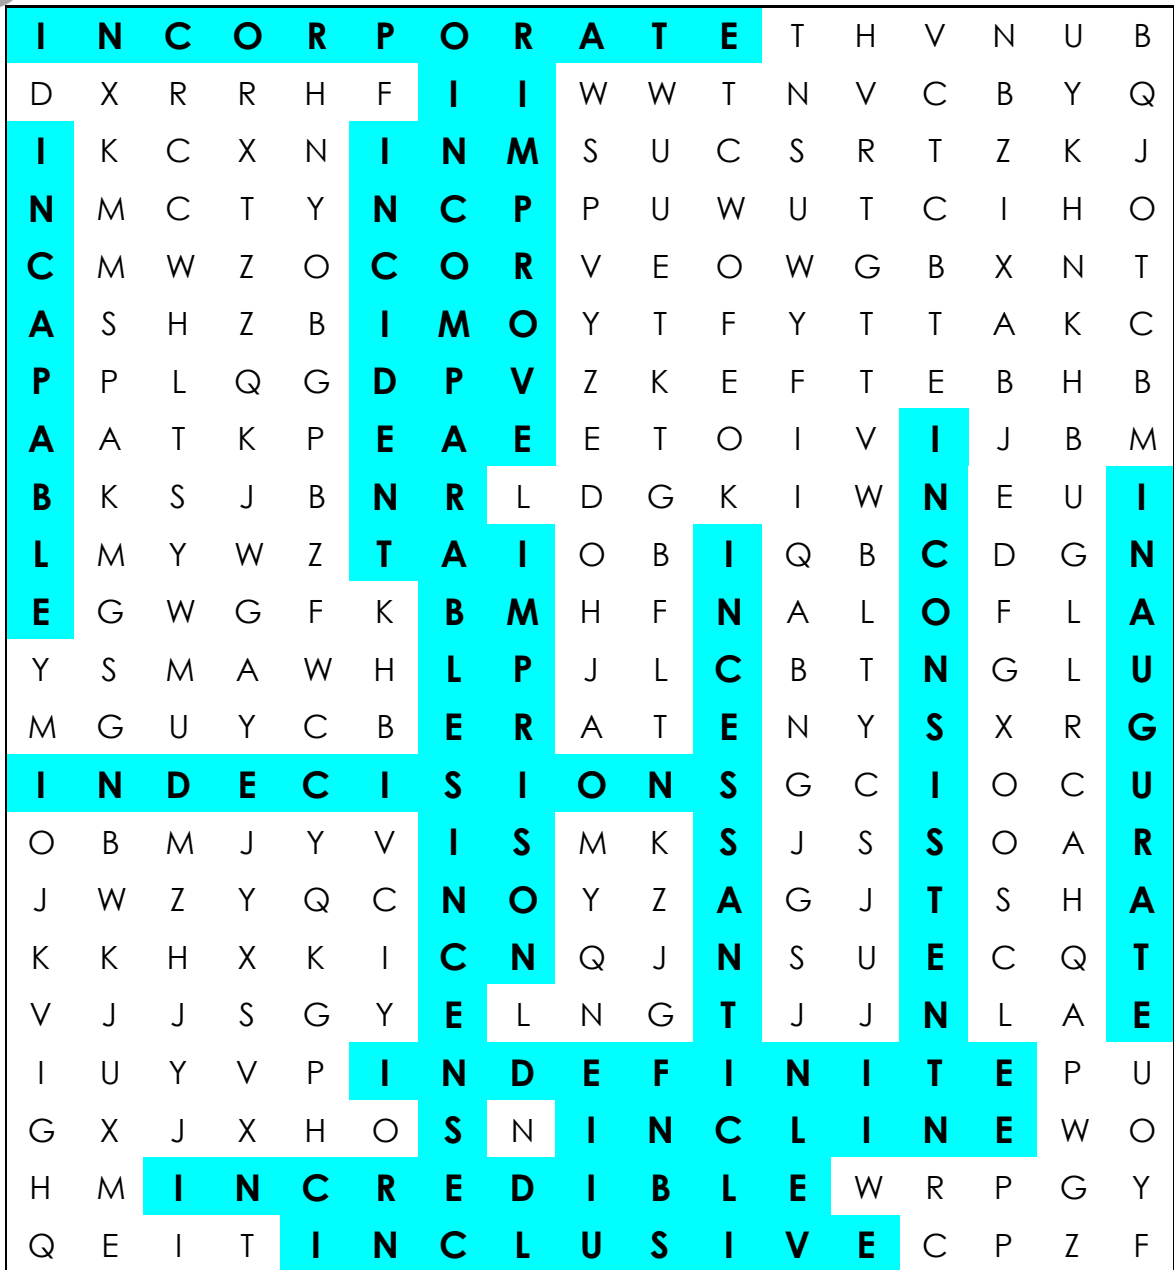 I N C O R P O R A T E T H V N U B
D X R R H F I I W W T N V C B Y Q
I K C X N I N M S U C S R T Z K J
N M C T Y N C P P U W U T C I H O
C M W Z O C O R V E O W G B X N T
A S H Z B I M O Y T F Y T T A K C
P P L Q G D P V Z K E F T E B H B
A A T K P E A E E T O I V I J B M
B K S J B N R L D G K I W N E U I
L M Y W Z T A I O B I Q B C D G N
E G W G F K B M H F N A L O F L A
Y S M A W H L P J L C B T N G L U
M G U Y C B E R A T E N Y S X R G
I N D E C I S I O N S G C I O C U
O B M J Y V I S M K S J S S O A R
J W Z Y Q C N O Y Z A G J T S H A
K K H X K I C N Q J N S U E C Q T
V J J S G Y E L N G T J J N L A E
I U Y V P I N D E F I N I T E P U
G X J X H O S N I N C L I N E W O
H M I N C R E D I B L E W R P G Y
Q E I T I N C L U S I V E C P Z F